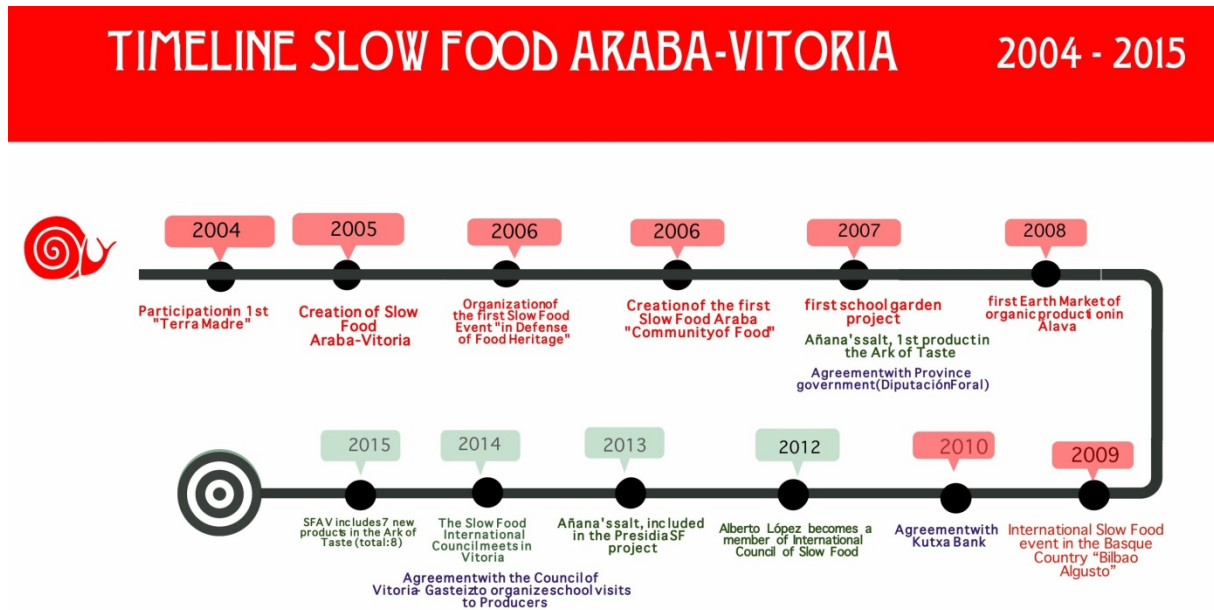 TIMELINE SLOW FOOD ARABA-VITORIA 2004 - 2015
2004
Participationin 1st
"Terra Madre"
2005
Creation of Slow
Food
Araba-Vitoria
2006
Organizationof
the first Slow Food
Event "in Defense
of Food Heritage"
2006
Creationof the first
Slow Food Araba
"Communityof Food"
2007
first school garden
project
Añana'ssalt, 1st productin
the Ark of Taste
Agreementwith Province
government(DiputaciónForal)
2008
first Earth Market of
organic productionin
Álava
2009
International Slow Food
event in the Basque
Country “Bilbao
Algusto”
2010
Agreementwith
Kutxa Bank
2012
Alberto López becomes a
member of International
Council of Slow Food
2013
Añana'ssalt, included
in the PresidiaSF
project
2014
The Slow Food
International
Councilmeets in
Vitoria
Agreementwith the Council of
Vitoria- Gasteizto organizeschool visits
to Producers
2015
SFAV includes7 new
products in the Ark of
Taste (total:8)